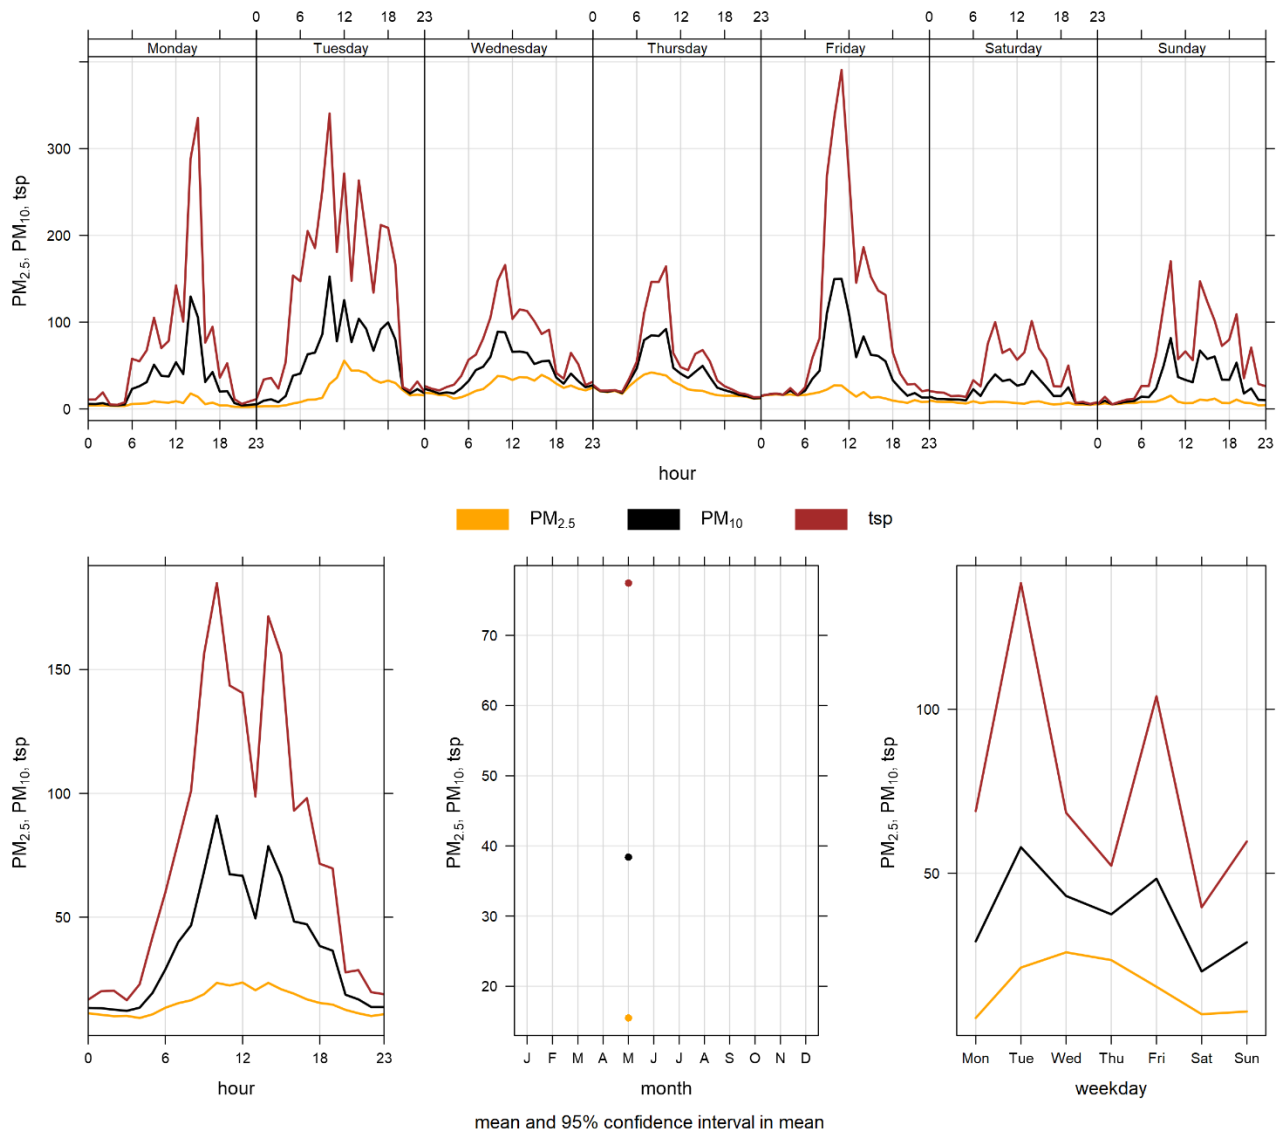 0 6 12 18 23 0 6 12 18 23 0 6 12 18 23
Monday Tuesday Wednesday Thursday Friday Saturday Sunday
300
200
100
0
PM2.5, PM10, tsp
0 6 12 18 23 0 6 12 18 23 0 6 12 18 23 0 6 12 18 23
hour
PM2.5 PM10 tsp
150
100
50
PM2.5, PM10, tsp
0 6 12 18 23
hour
70
60
50
40
30
20
PM2.5, PM10, tsp
J F M A M J J A S O N D
month
100
50
PM2.5, PM10, tsp
Mon Tue Wed Thu Fri Sat Sun
weekday
mean and 95% confidence interval in mean